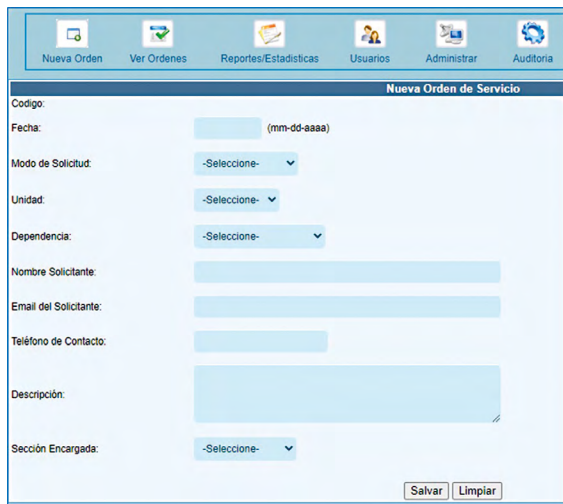 Nueva Orden Ver Ordenes Reportes/Estadisticas Usuarios Administrar Auditoria
Nueva Orden de Servicio
Codigo:
Fecha: (mm-dd-aaaa)
Modo de Solicitud: -Seleccione-
Unidad: -Seleccione-
Dependencia: -Seleccione-
Nombre Solicitante:
Email del Solicitante:
Teléfono de Contacto:
Descripción:
Sección Encargada: -Seleccione-
Salvar Limpiar